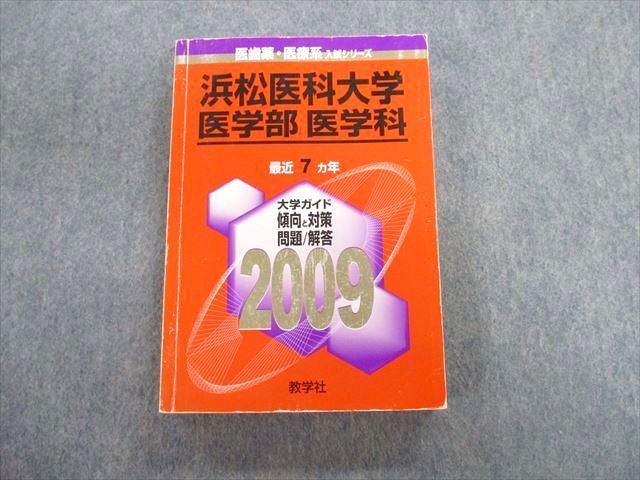 医歯薬・医療系 入試シリーズ
浜松医科大学
医学部 医学科
最近 7 カ年
大学ガイド
傾向と対策
問題/解答
2009
教学社